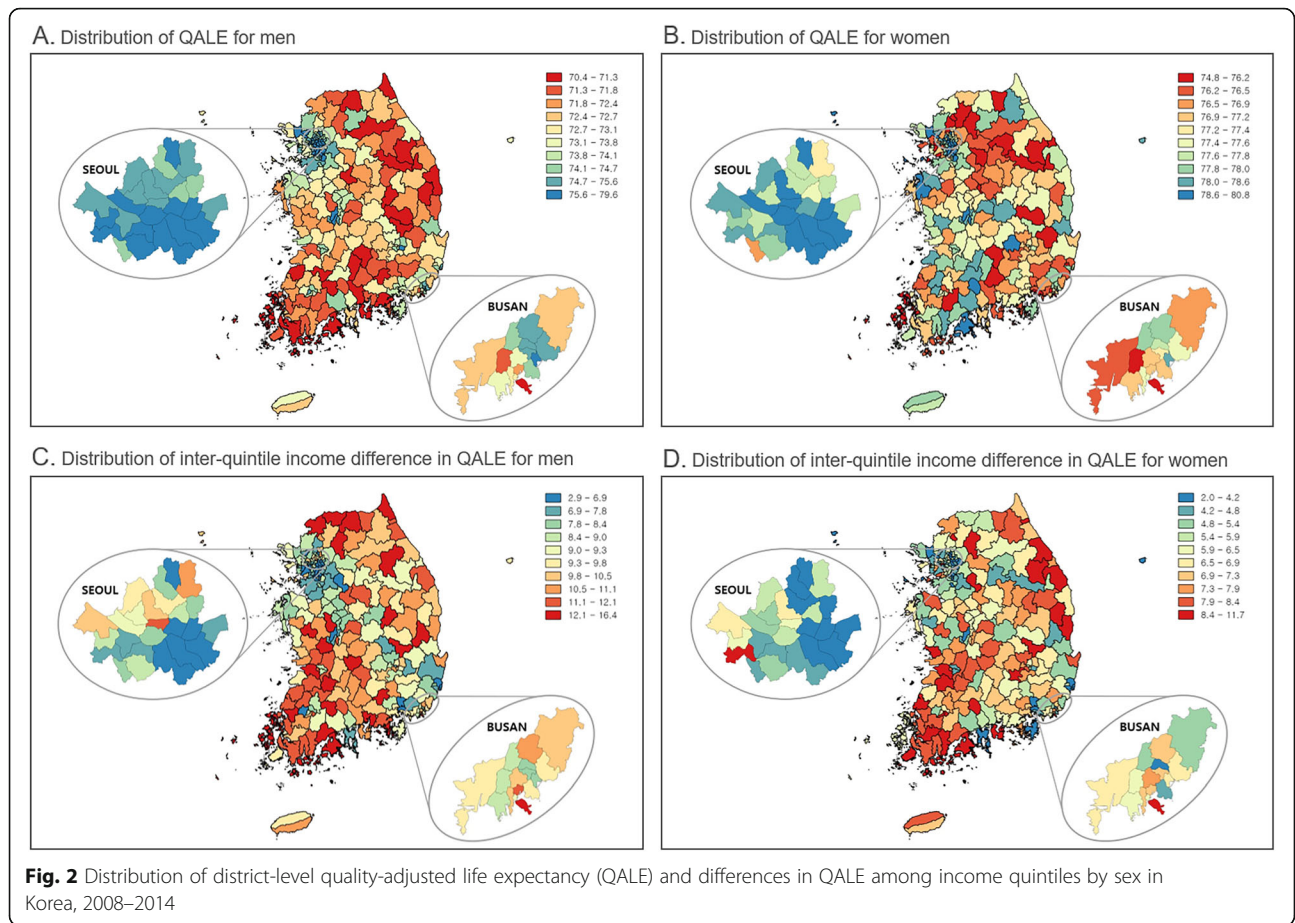 A. Distribution of QALE for men
70.4 – 71.3
71.3 – 71.8
71.8 – 72.4
72.4 – 72.7
72.7 – 73.1
73.1 – 73.8
73.8 – 74.1
74.1 – 74.7
74.7 – 75.6
75.6 – 79.6
SEOUL
BUSAN
B. Distribution of QALE for women
74.8 – 76.2
76.2 – 76.5
76.5 – 76.9
76.9 – 77.2
77.2 – 77.4
77.4 – 77.6
77.6 – 77.8
77.8 – 78.0
78.0 – 78.6
78.6 – 80.8
SEOUL
BUSAN
C. Distribution of inter-quintile income difference in QALE for men
2.9 – 6.9
6.9 – 7.8
7.8 – 8.4
8.4 – 9.0
9.0 – 9.3
9.3 – 9.8
9.8 – 10.5
10.5 – 11.1
11.1 – 12.1
12.1 – 16.4
SEOUL
BUSAN
D. Distribution of inter-quintile income difference in QALE for women
2.0 – 4.2
4.2 – 4.8
4.8 – 5.4
5.4 – 5.9
5.9 – 6.5
6.5 – 6.9
6.9 – 7.3
7.3 – 7.9
7.9 – 8.4
8.4 – 11.7
SEOUL
BUSAN
Fig. 2 Distribution of district-level quality-adjusted life expectancy (QALE) and differences in QALE among income quintiles by sex in
Korea, 2008–2014